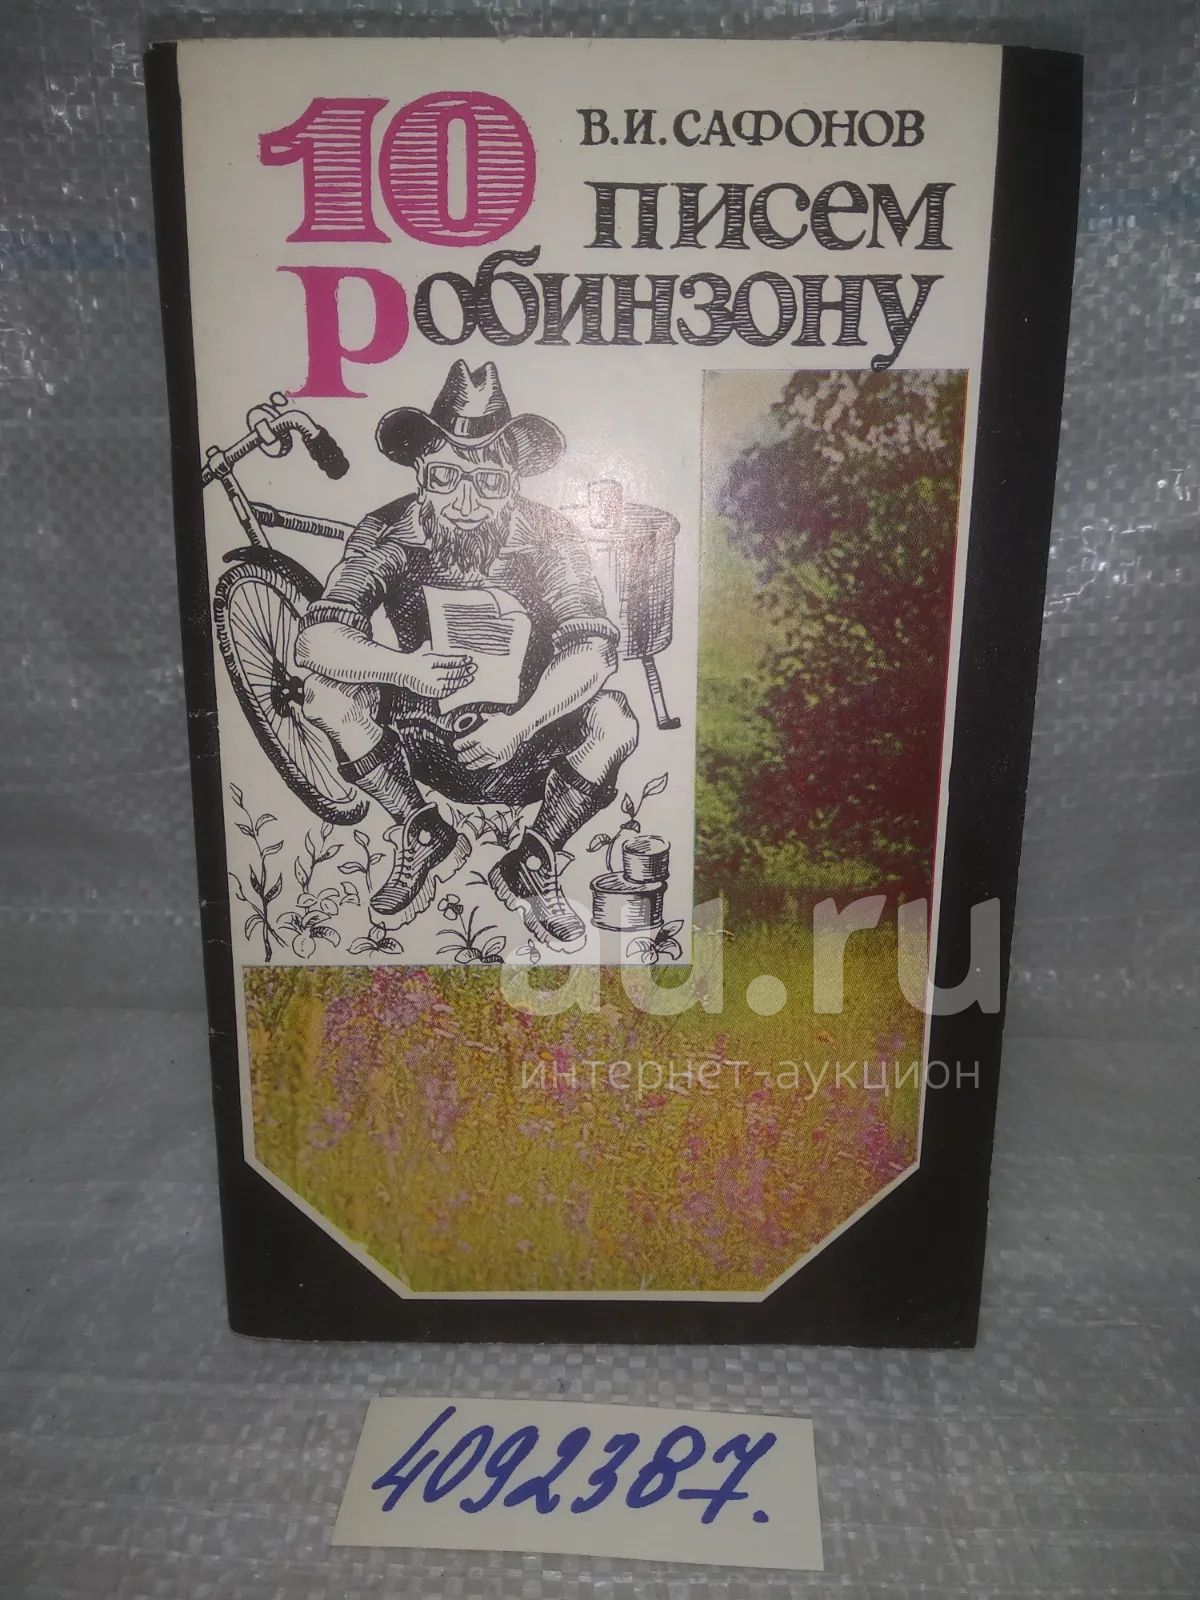 В.И. САФОНОВ
10 писем
Робинзону
au.ru
интернет-аукцион
4092387.